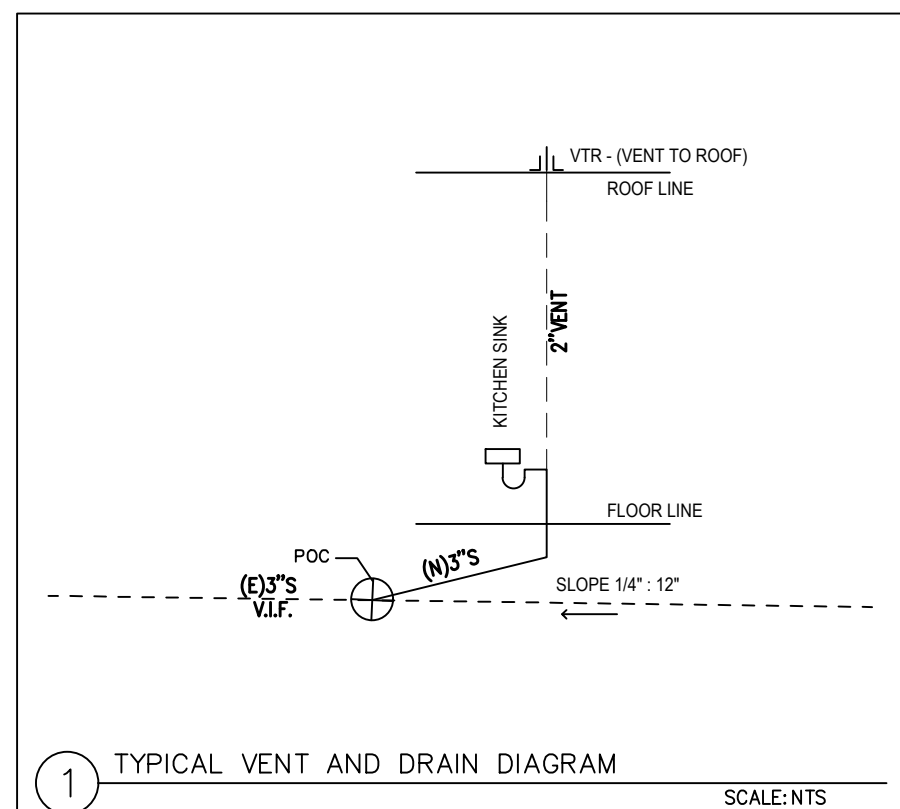 VTR - (VENT TO ROOF)
ROOF LINE
2"VENT
KITCHEN SINK
FLOOR LINE
POC
(N)3"S
(E)3"S
V.I.F.
SLOPE 1/4" : 12"
1 TYPICAL VENT AND DRAIN DIAGRAM
SCALE: NTS